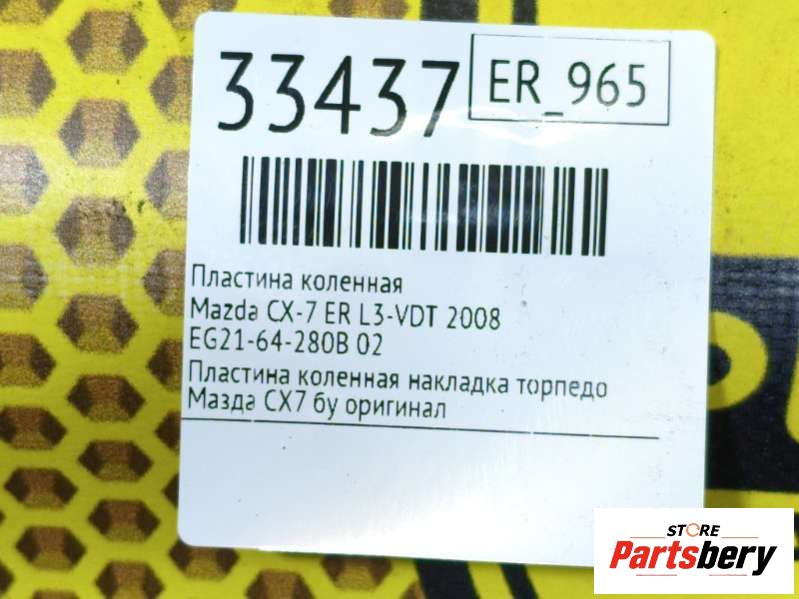 33437
ER_965
Пластина коленная
Mazda CX-7 ER L3-VDT 2008
EG21-64-280B 02
Пластина коленная накладка торпедо
Мазда CX7 бу оригинал
STORE
Partsbery